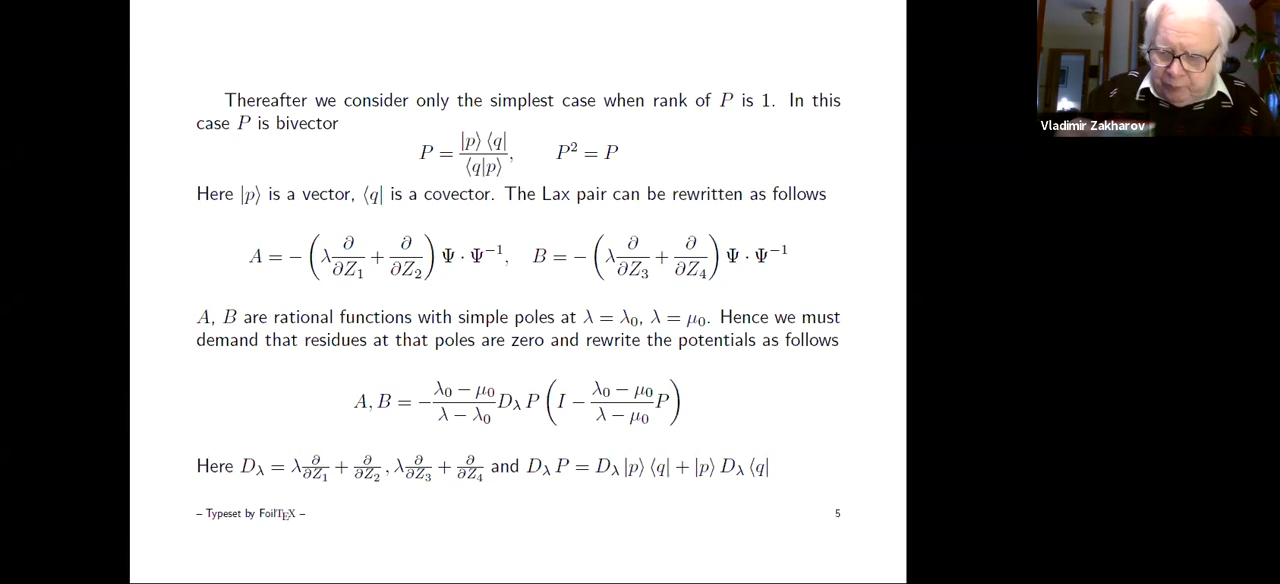 Thereafter we consider only the simplest case when rank of P is 1. In this
case P is bivector
P = |p⟩ ⟨q| / ⟨q|p⟩, P² = P
Here |p⟩ is a vector, ⟨q| is a covector. The Lax pair can be rewritten as follows
A = − (λ ∂/∂Z₁ + ∂/∂Z₂) Ψ · Ψ⁻¹, B = − (λ ∂/∂Z₃ + ∂/∂Z₄) Ψ · Ψ⁻¹
A, B are rational functions with simple poles at λ = λ₀, λ = μ₀. Hence we must
demand that residues at that poles are zero and rewrite the potentials as follows
A, B = − (λ₀ − μ₀)/(λ − λ₀) D_λ P (I − (λ₀ − μ₀)/(λ − μ₀) P)
Here D_λ = λ ∂/∂Z₁ + ∂/∂Z₂, λ ∂/∂Z₃ + ∂/∂Z₄ and D_λ P = D_λ |p⟩ ⟨q| + |p⟩ D_λ ⟨q|
– Typeset by FoilTEX – 5
Vladimir Zakharov